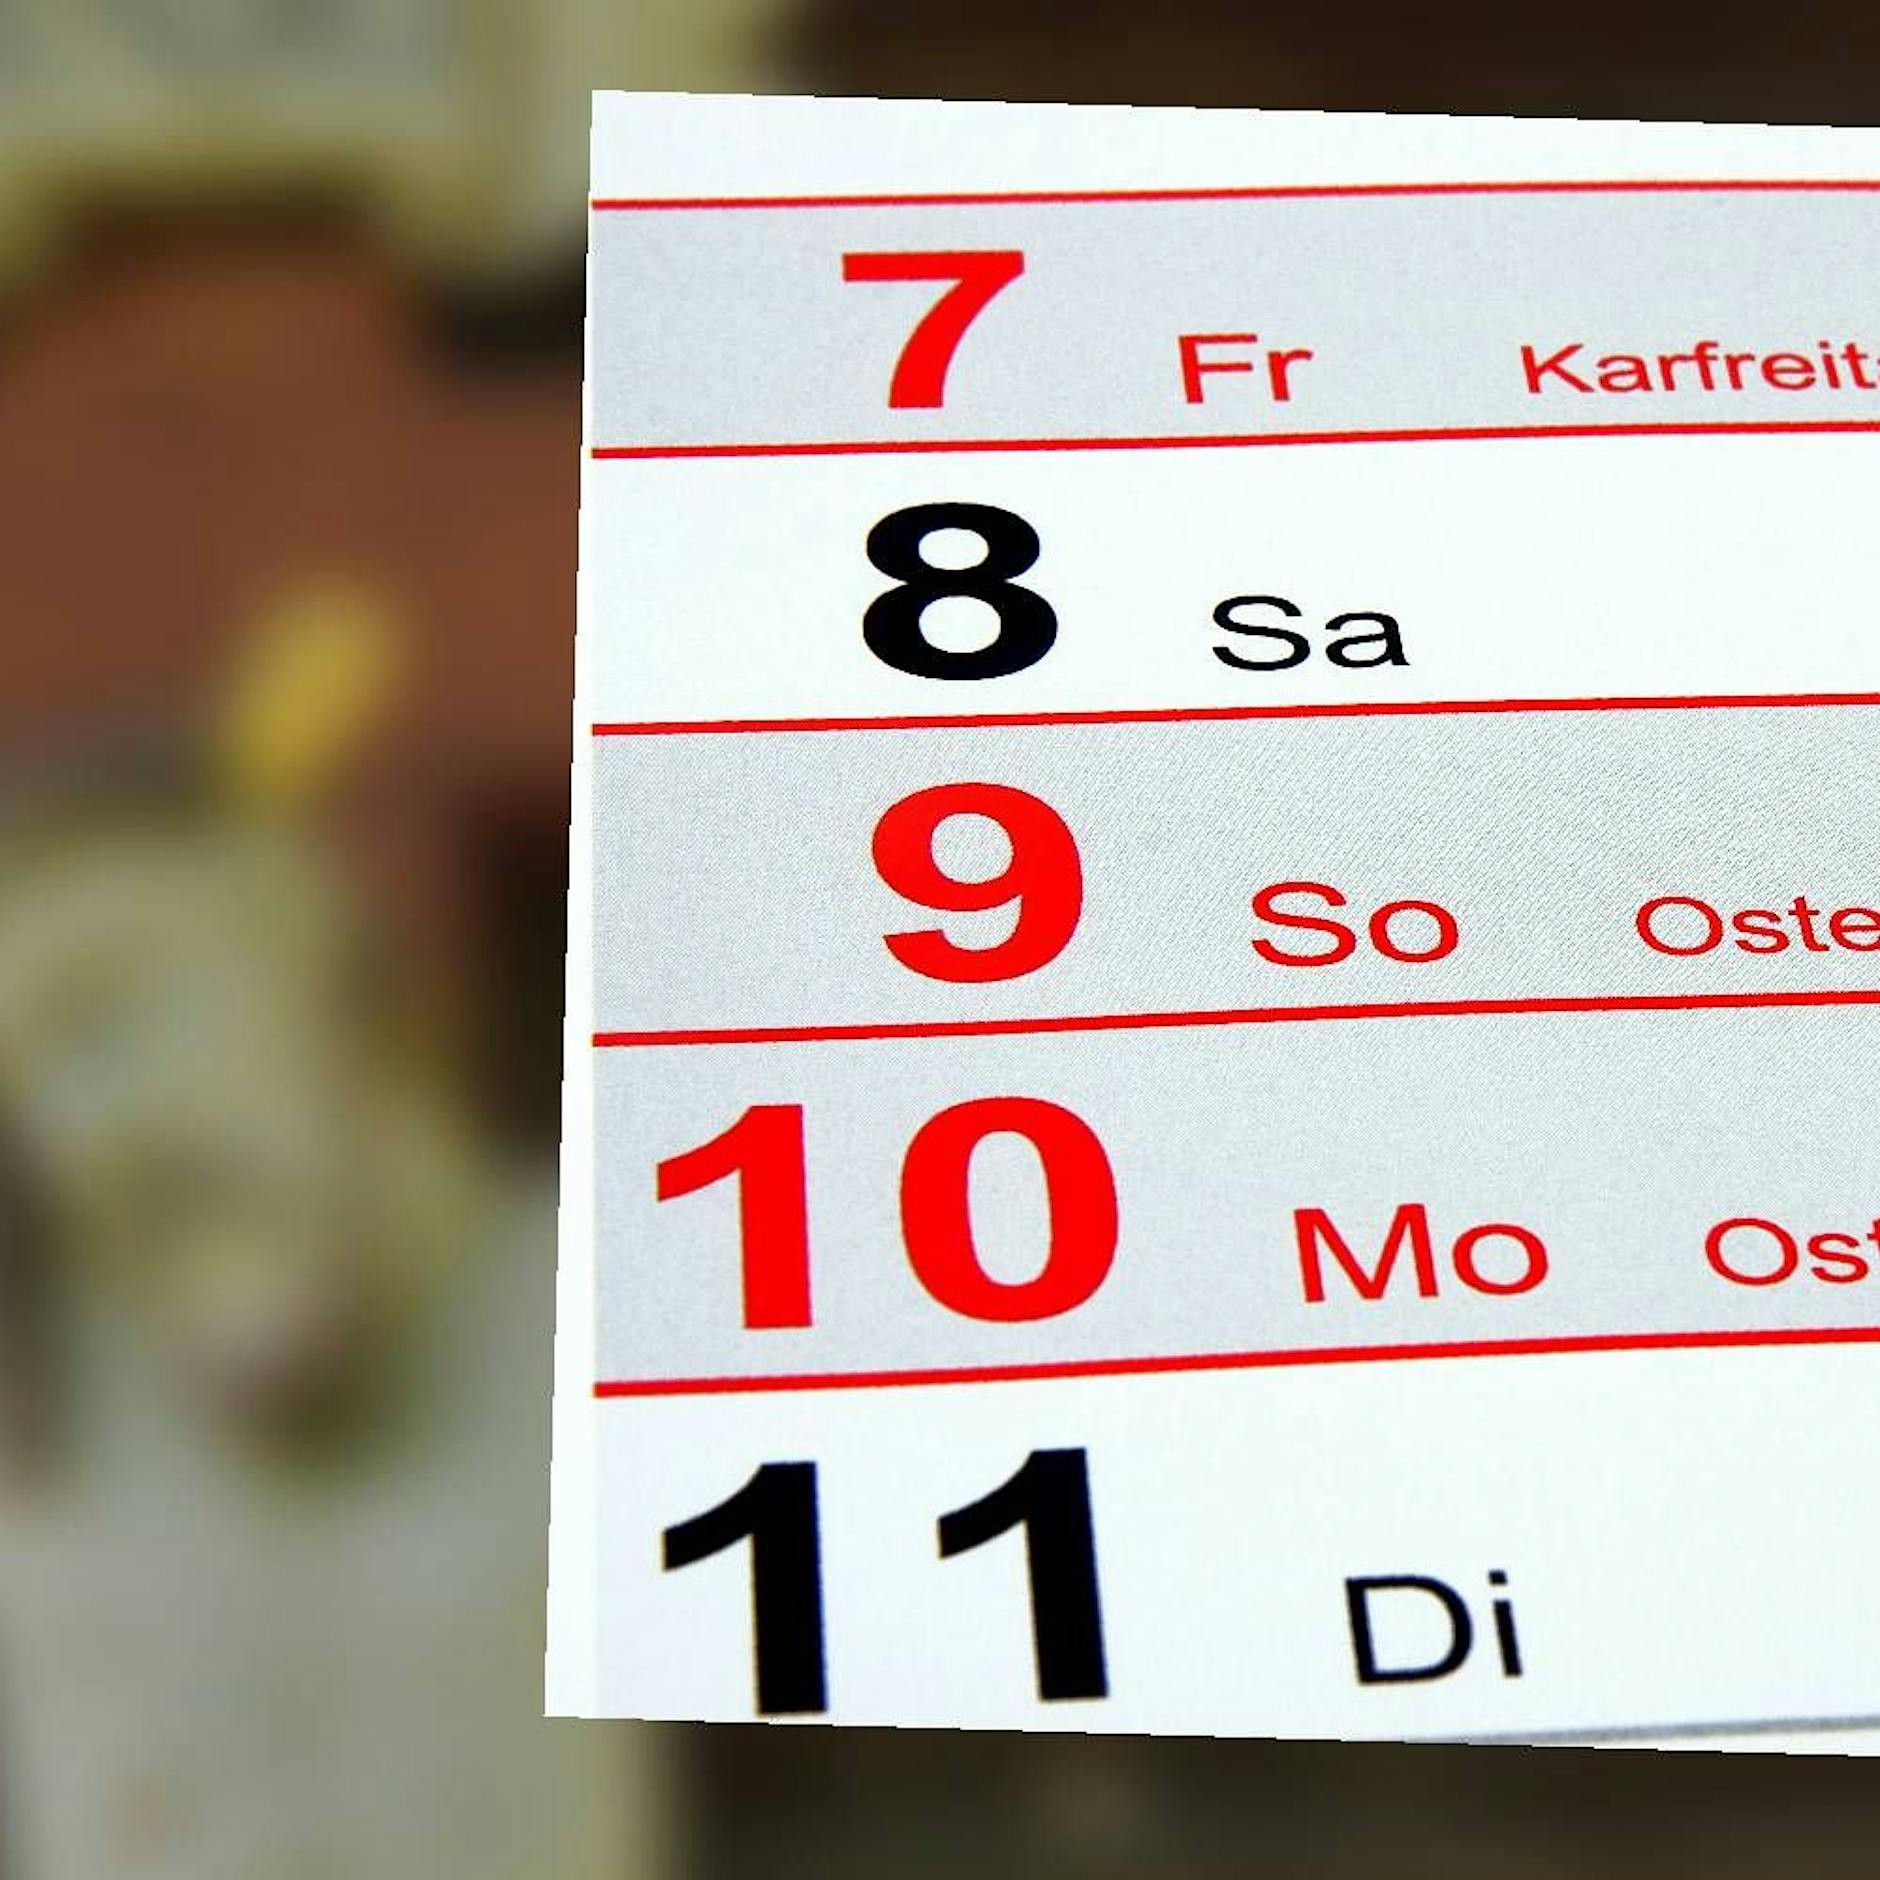 7 Fr Karfreit
8 Sa
9 So Oste
10 Mo Ost
11 Di